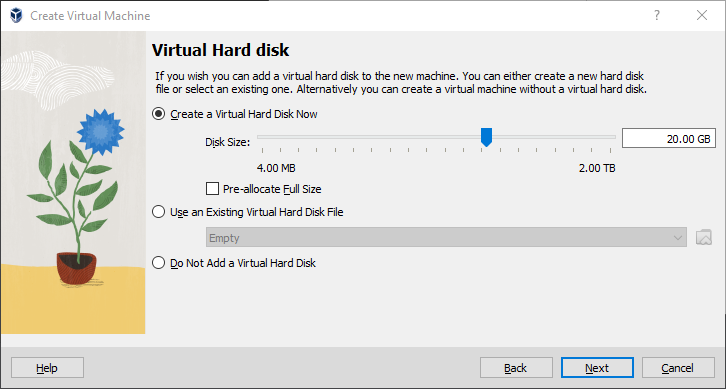 Create Virtual Machine
Virtual Hard disk
If you wish you can add a virtual hard disk to the new machine. You can either create a new hard disk
file or select an existing one. Alternatively you can create a virtual machine without a virtual hard disk.
Create a Virtual Hard Disk Now
Disk Size:
20.00 GB
4.00 MB
2.00 TB
Pre-allocate Full Size
Use an Existing Virtual Hard Disk File
Empty
Do Not Add a Virtual Hard Disk
Help
Back
Next
Cancel